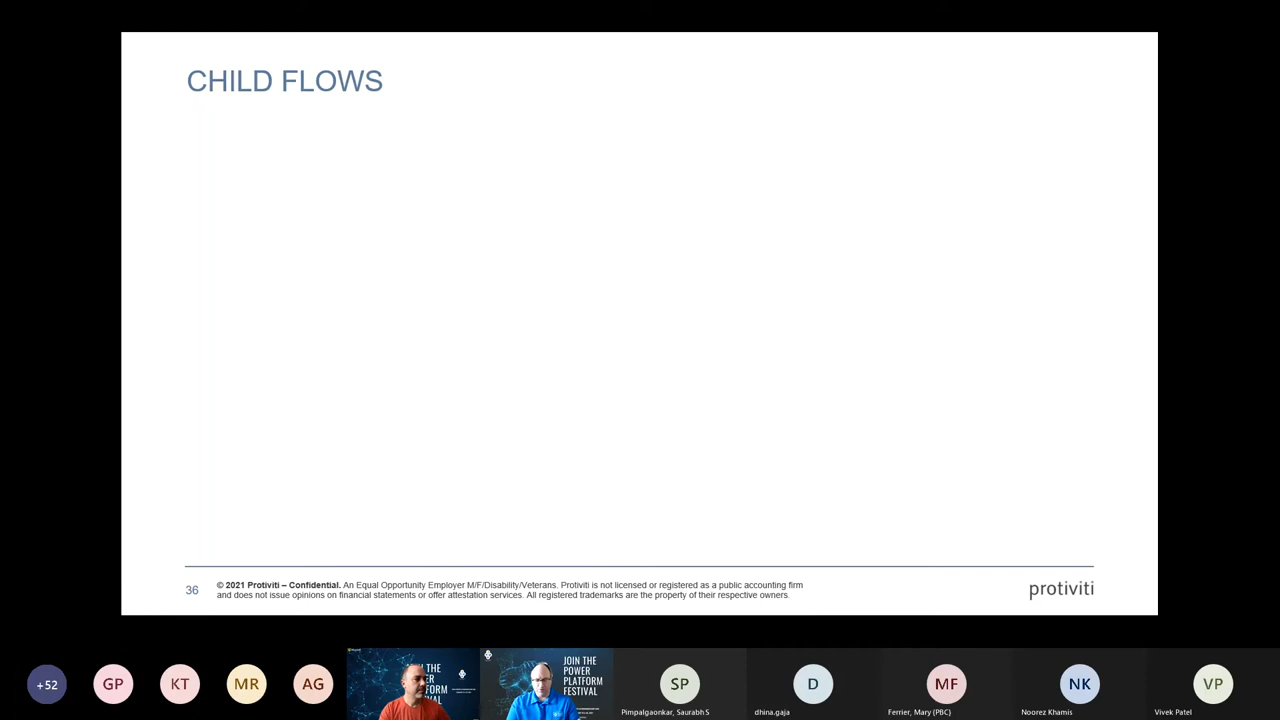 CHILD FLOWS
36
© 2021 Protiviti – Confidential. An Equal Opportunity Employer M/F/Disability/Veterans. Protiviti is not licensed or registered as a public accounting firm
and does not issue opinions on financial statements or offer attestation services. All registered trademarks are the property of their respective owners.
protiviti
+52
GP
KT
MR
AG
JOIN THE
POWER
PLATFORM
FESTIVAL
SP
Pimpalgaonkar, Saurabh S
D
dhina.gaja
MF
Ferrier, Mary (PBC)
NK
Noorez Khamis
VP
Vivek Patel